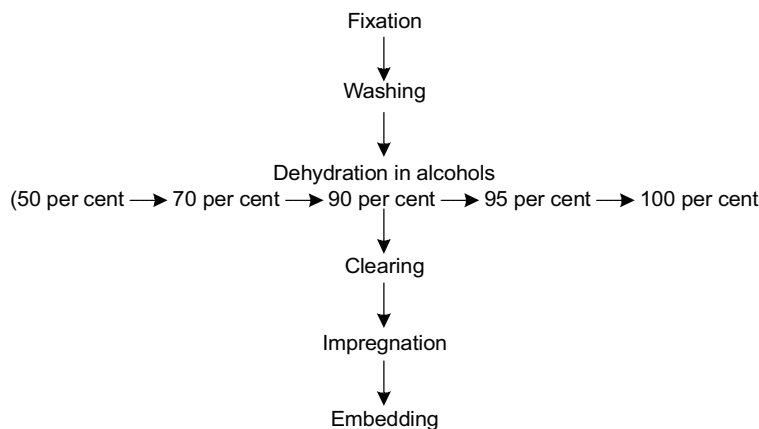 Fixation
Washing
Dehydration in alcohols
(50 per cent 70 per cent 90 per cent 95 per cent 100 per cent
Clearing
Impregnation
Embedding